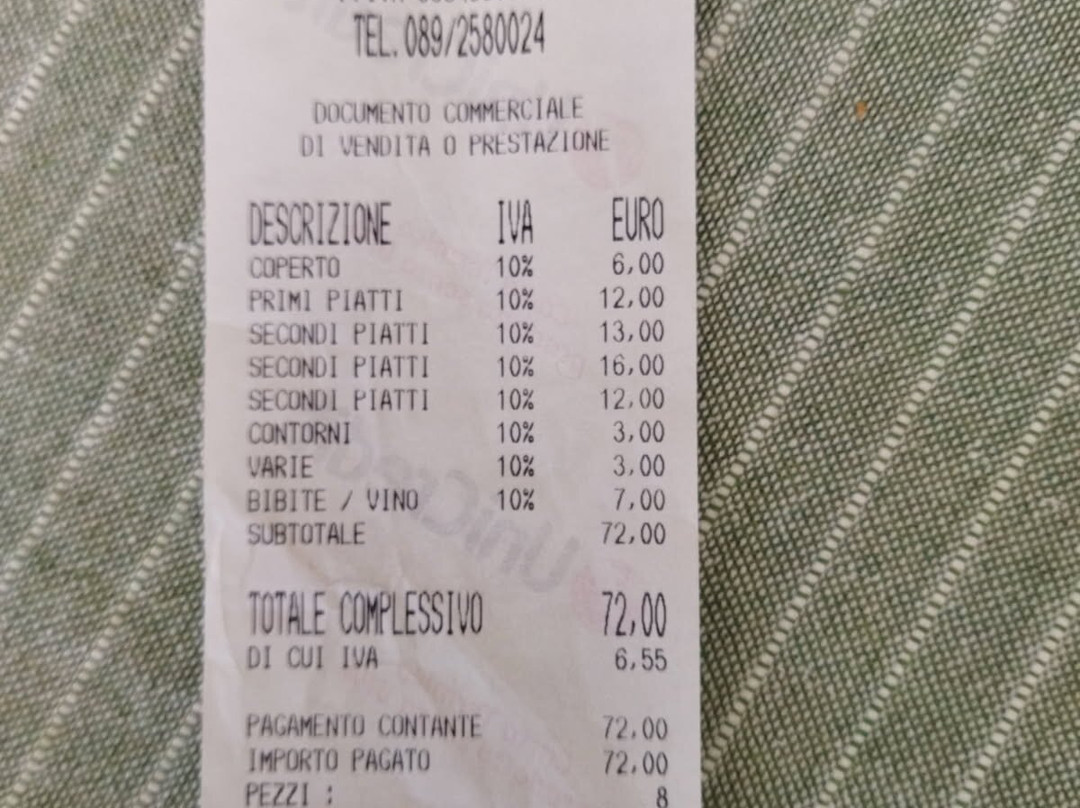 TEL. 089/2580024
DOCUMENTO COMMERCIALE
DI VENDITA O PRESTAZIONE
DESCRIZIONE IVA EURO
COPERTO 10% 6,00
PRIMI PIATTI 10% 12,00
SECONDI PIATTI 10% 13,00
SECONDI PIATTI 10% 16,00
SECONDI PIATTI 10% 12,00
CONTORNI 10% 3,00
VARIE 10% 3,00
BIBITE / VINO 10% 7,00
SUBTOTALE 72,00
TOTALE COMPLESSIVO 72,00
DI CUI IVA 6,55
PAGAMENTO CONTANTE 72,00
IMPORTO PAGATO 72,00
PEZZI : 8